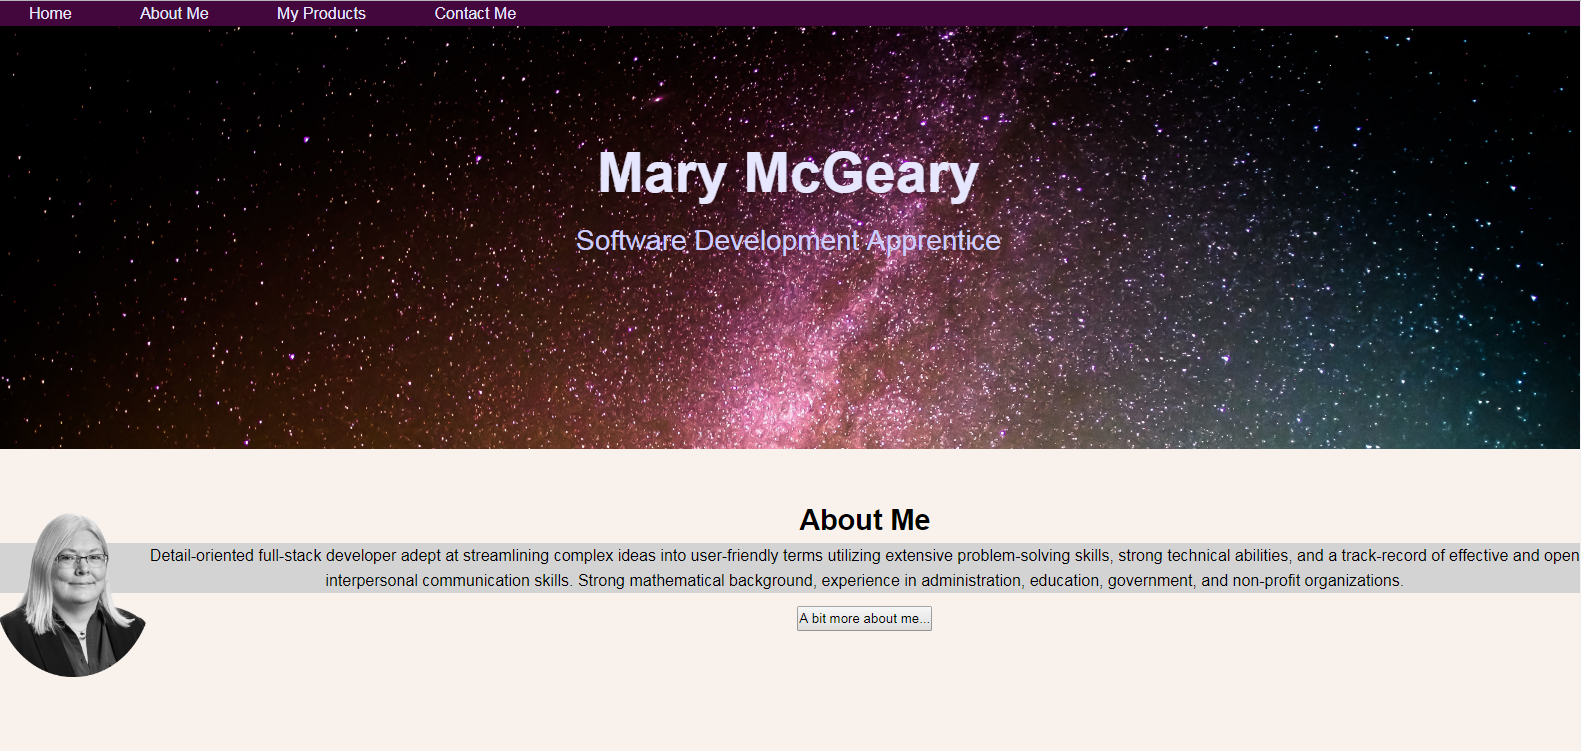 Home About Me My Products Contact Me
Mary McGeary
Software Development Apprentice
About Me
Detail-oriented full-stack developer adept at streamlining complex ideas into user-friendly terms utilizing extensive problem-solving skills, strong technical abilities, and a track-record of effective and open
interpersonal communication skills. Strong mathematical background, experience in administration, education, government, and non-profit organizations.
A bit more about me...